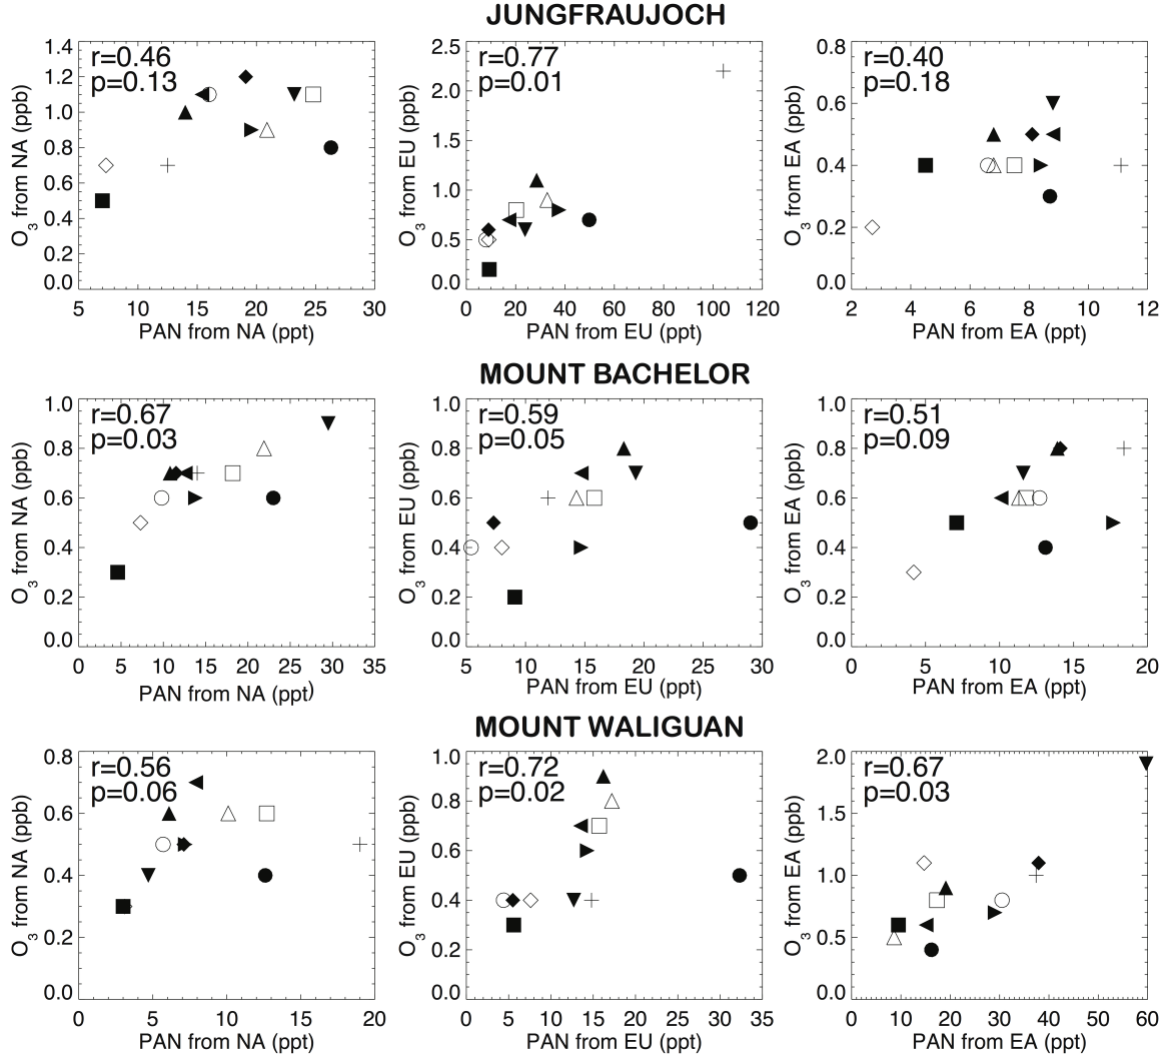 JUNGFRAUJOCH
r=0.46
p=0.13
O3 from NA (ppb)
1.4
1.2
1.0
0.8
0.6
0.4
0.2
0.0
5 10 15 20 25 30
PAN from NA (ppt)
r=0.77
p=0.01
O3 from EU (ppb)
2.5
2.0
1.5
1.0
0.5
0.0
0 20 40 60 80 100 120
PAN from EU (ppt)
r=0.40
p=0.18
O3 from EA (ppb)
0.8
0.6
0.4
0.2
0.0
2 4 6 8 10 12
PAN from EA (ppt)
MOUNT BACHELOR
r=0.67
p=0.03
O3 from NA (ppb)
1.0
0.8
0.6
0.4
0.2
0.0
0 5 10 15 20 25 30 35
PAN from NA (ppt)
r=0.59
p=0.05
O3 from EU (ppb)
1.0
0.8
0.6
0.4
0.2
0.0
5 10 15 20 25 30
PAN from EU (ppt)
r=0.51
p=0.09
O3 from EA (ppb)
1.0
0.8
0.6
0.4
0.2
0.0
0 5 10 15 20
PAN from EA (ppt)
MOUNT WALIGUAN
r=0.56
p=0.06
O3 from NA (ppb)
0.8
0.6
0.4
0.2
0.0
0 5 10 15 20
PAN from NA (ppt)
r=0.72
p=0.02
O3 from EU (ppb)
1.0
0.8
0.6
0.4
0.2
0.0
0 5 10 15 20 25 30 35
PAN from EU (ppt)
r=0.67
p=0.03
O3 from EA (ppb)
2.0
1.5
1.0
0.5
0.0
0 10 20 30 40 50 60
PAN from EA (ppt)